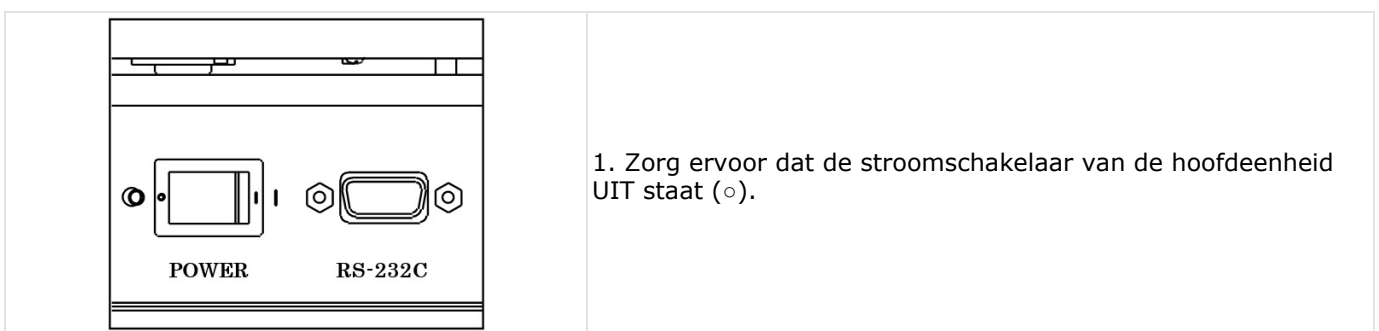 POWER RS-232C
1. Zorg ervoor dat de stroomschakelaar van de hoofdeenheid
UIT staat (○).